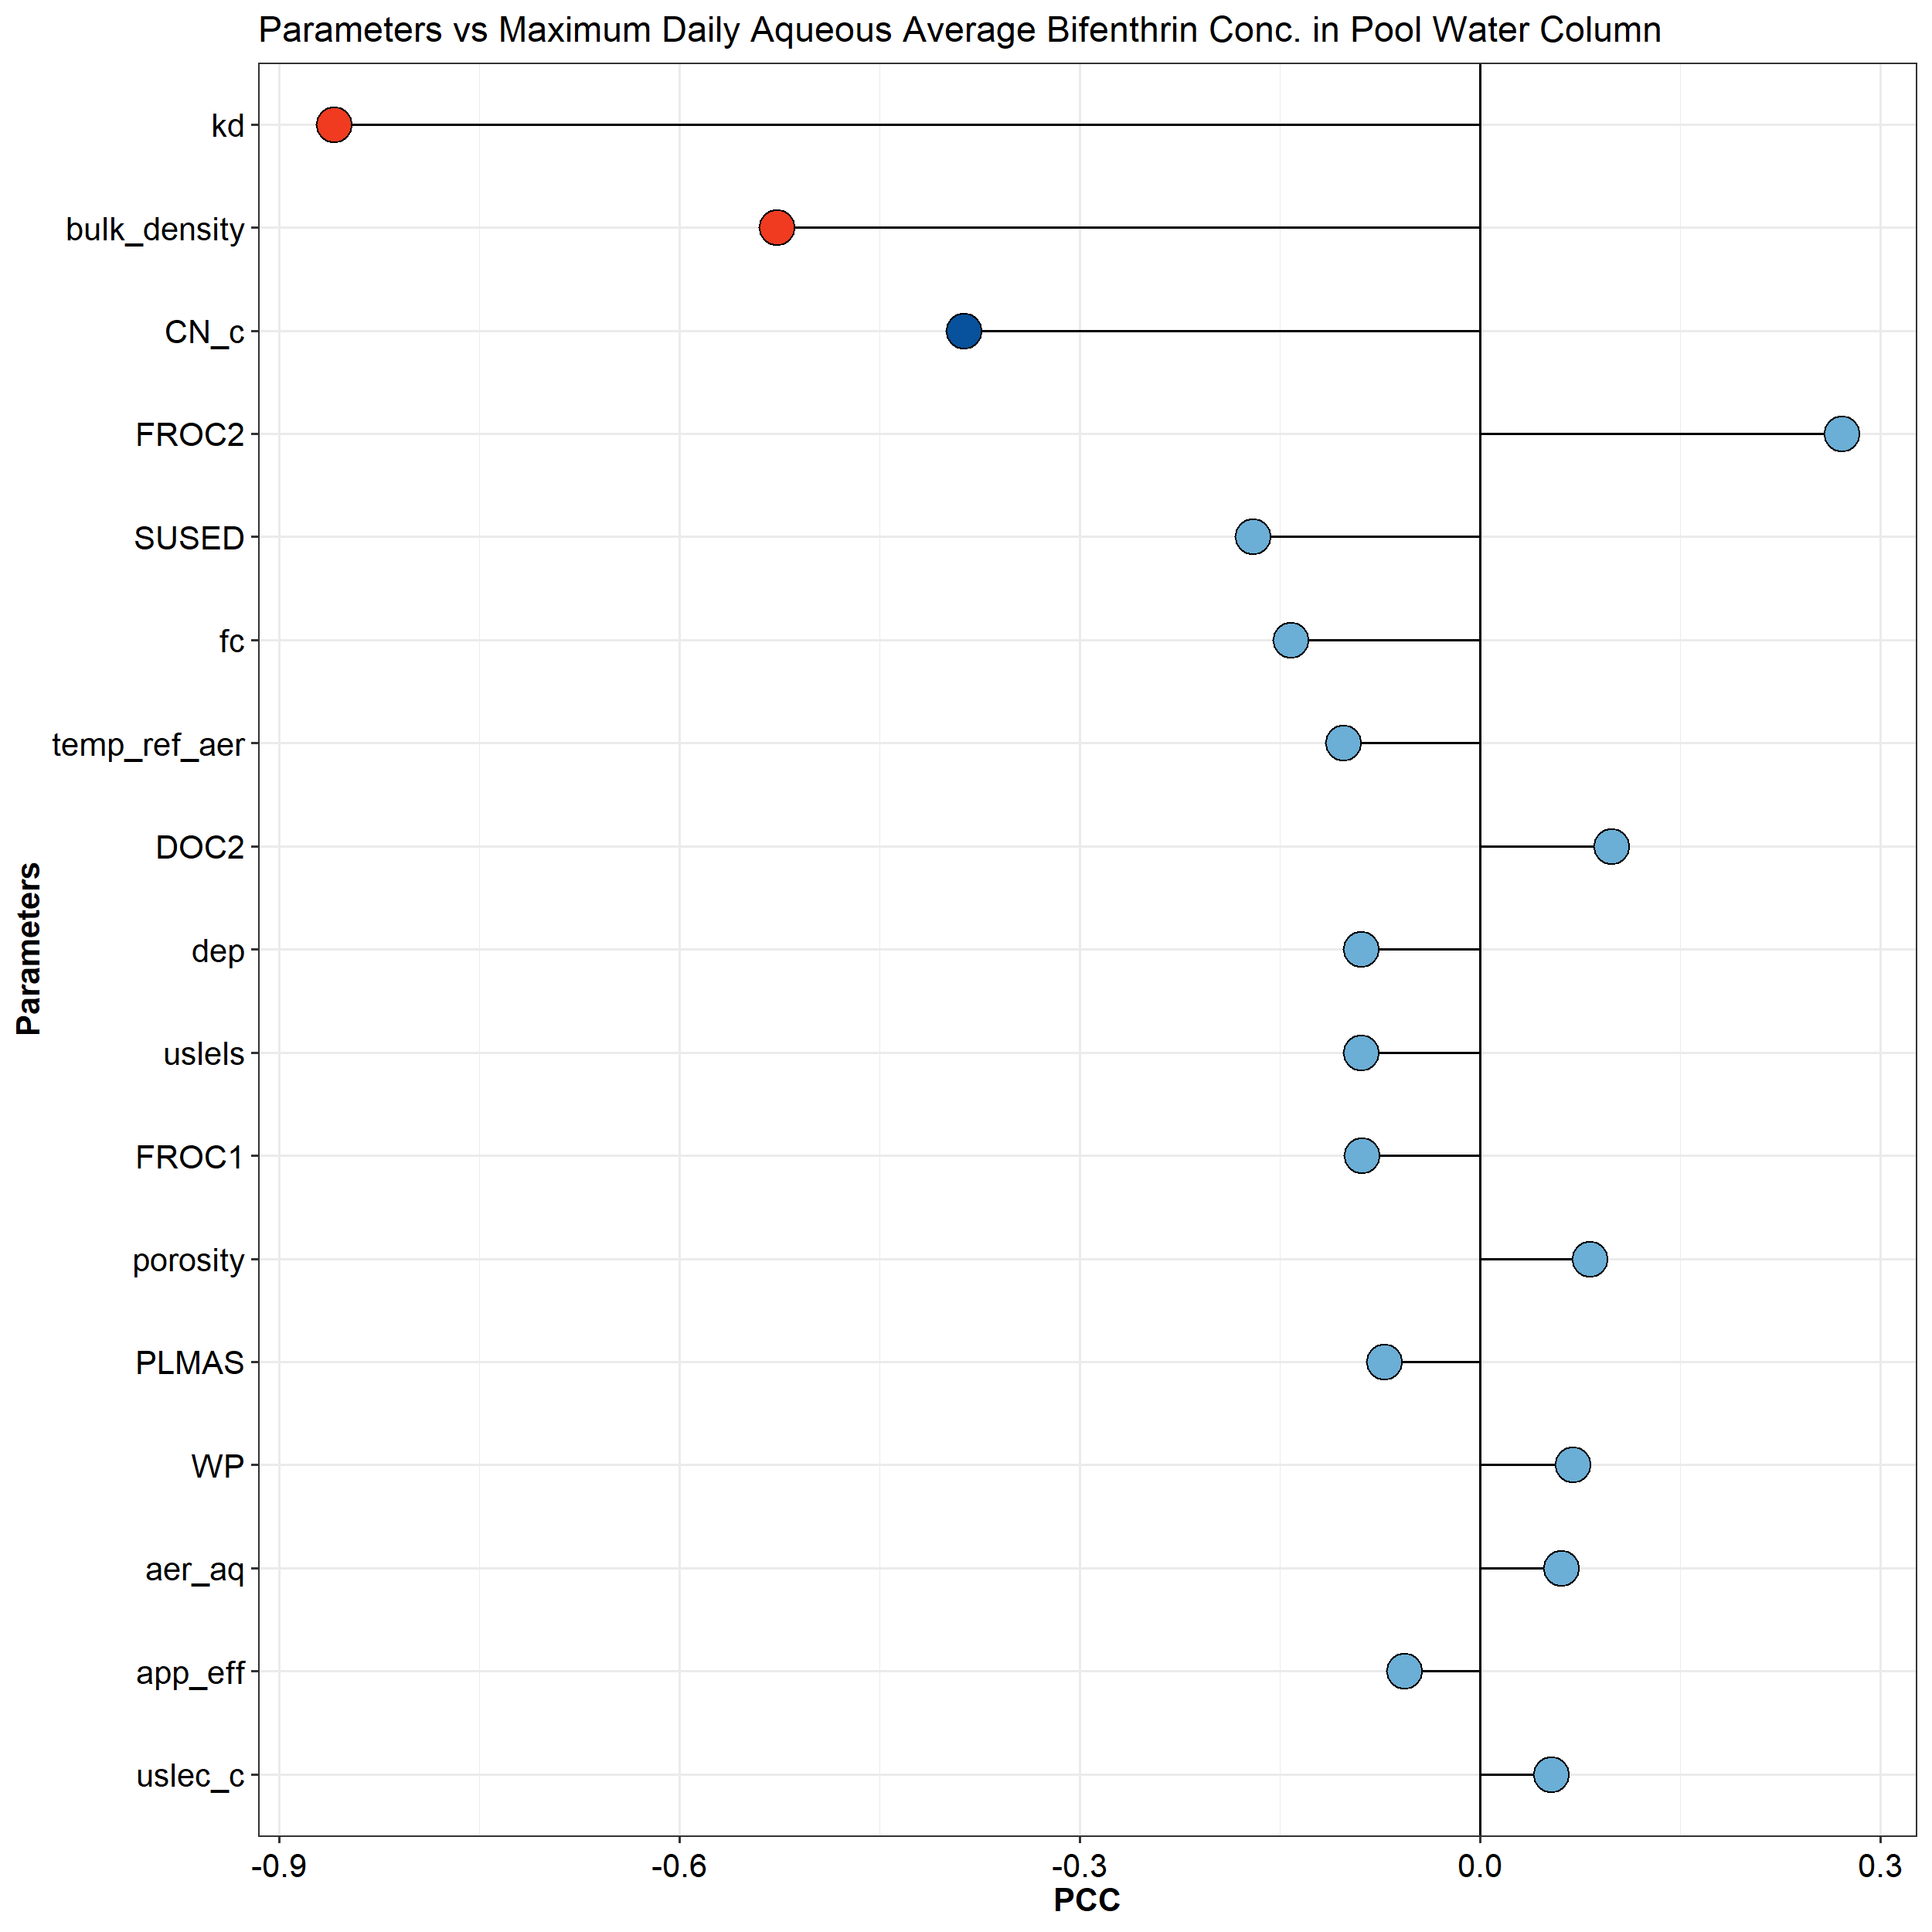 Parameters vs Maximum Daily Aqueous Average Bifenthrin Conc. in Pool Water Column
Parameters
kd
bulk_density
CN_c
FROC2
SUSED
fc
temp_ref_aer
DOC2
dep
uslels
FROC1
porosity
PLMAS
WP
aer_aq
app_eff
uslec_c
-0.9 -0.6 -0.3 0.0 0.3
PCC